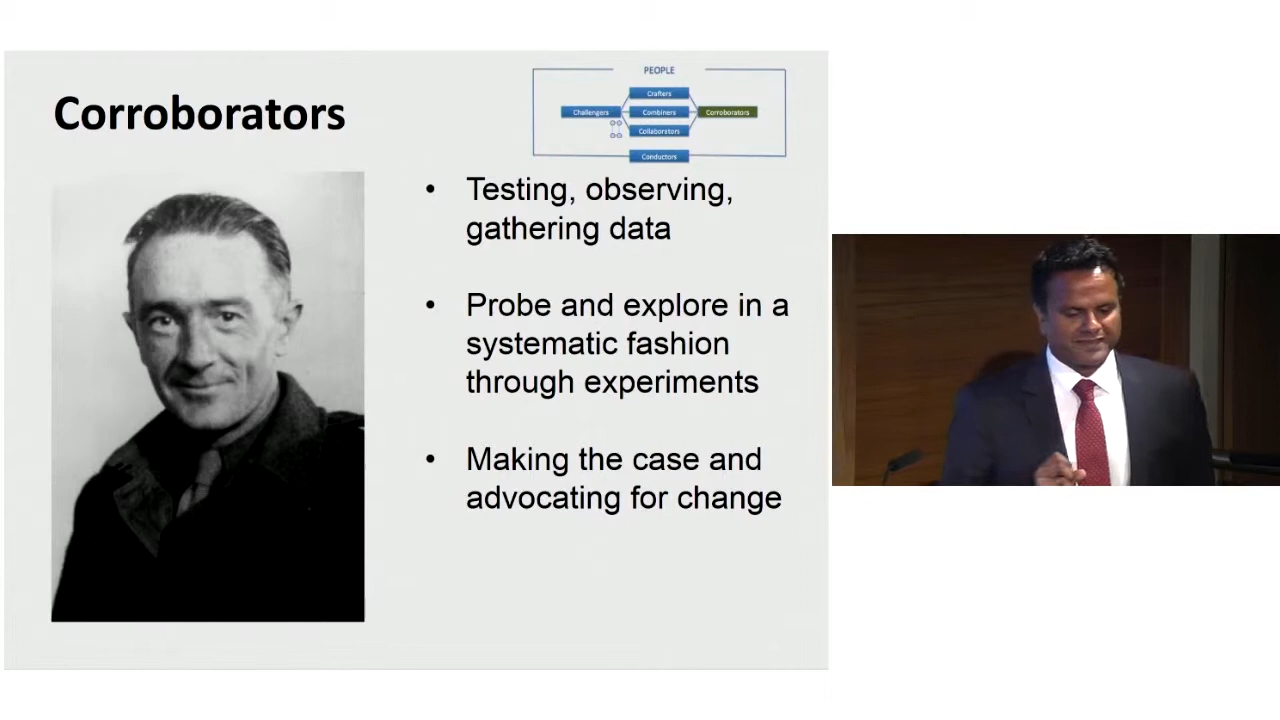 Corroborators
PEOPLE
Crafters
Challengers
Combiners
Corroborators
Collaborators
Conductors
• Testing, observing,
gathering data
• Probe and explore in a
systematic fashion
through experiments
• Making the case and
advocating for change